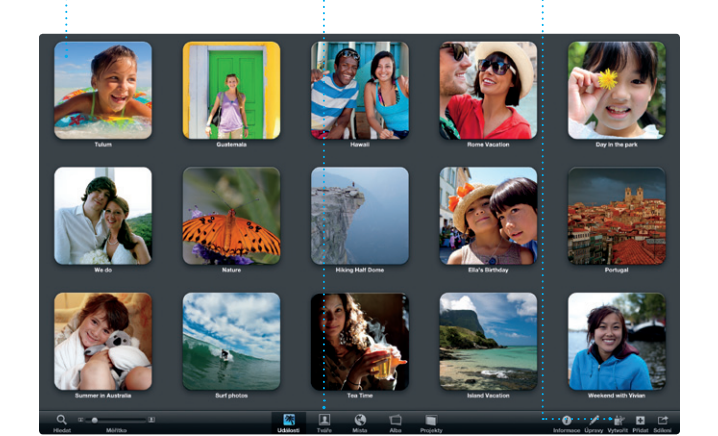 Tulum
Guatemala
Hawaii
Rome Vacation
Day in the park
We do
Nature
Hiking Half Dome
Ella's Birthday
Portugal
Summer in Australia
Surf photos
Tea Time
Island Vacation
Weekend with Vivian
Hledat
Měřítko
Události
Tváře
Místa
Alba
Projekty
Informace
Úpravy
Vytvořit
Přidat
Sdílení